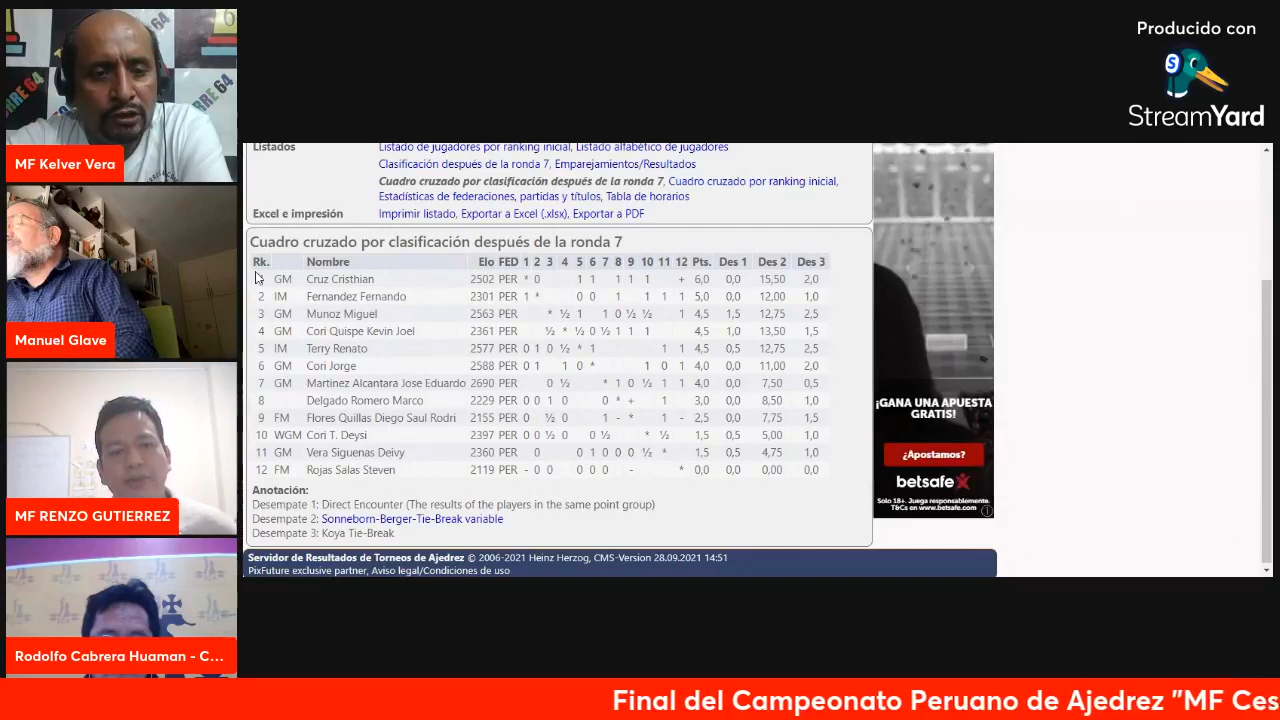 Producido con
StreamYard
MF Kelver Vera
Manuel Glave
MF RENZO GUTIERREZ
Rodolfo Cabrera Huaman - C...
Listados Listado de jugadores por ranking inicial, Listado alfabético de jugadores
Clasificación después de la ronda 7, Emparejamientos/Resultados
Cuadro cruzado por clasificación después de la ronda 7, Cuadro cruzado por ranking inicial,
Estadísticas de federaciones, partidas y títulos, Tabla de horarios
Excel e impresión Imprimir listado, Exportar a Excel (.xlsx), Exportar a PDF
Cuadro cruzado por clasificación después de la ronda 7
Rk. Nombre Elo FED 1 2 3 4 5 6 7 8 9 10 11 12 Pts. Des 1 Des 2 Des 3
GM Cruz Cristhian 2502 PER * 0 1 1 1 1 1 + 6,0 0,0 15,50 2,0
2 IM Fernandez Fernando 2301 PER 1 * 0 0 1 1 1 1 5,0 0,0 12,00 1,0
3 GM Munoz Miguel 2563 PER * ½ 1 ½ 0 ½ ½ 1 4,5 1,5 12,75 2,5
4 GM Cori Quispe Kevin Joel 2361 PER ½ * ½ 0 ½ 1 1 1 4,5 1,0 13,50 1,5
5 IM Terry Renato 2577 PER 0 1 0 ½ * 1 1 1 4,5 0,5 12,75 2,5
6 GM Cori Jorge 2588 PER 0 1 1 0 * 1 0 1 4,0 0,0 11,00 2,0
7 GM Martinez Alcantara Jose Eduardo 2690 PER 0 ½ * 1 0 ½ 1 1 4,0 0,0 7,50 0,5
8 Delgado Romero Marco 2229 PER 0 0 1 0 0 * + 1 3,0 0,0 8,50 1,0
9 FM Flores Quillas Diego Saul Rodri 2155 PER 0 ½ 0 1 - * 1 - 2,5 0,0 7,75 1,5
10 WGM Cori T. Deysi 2397 PER 0 0 ½ 0 0 ½ * ½ 1,5 0,5 5,00 1,0
11 GM Vera Siguenas Deivy 2360 PER 0 0 1 0 0 0 ½ * 1,5 0,0 4,75 1,0
12 FM Rojas Salas Steven 2119 PER - 0 0 0 0 0 - * 0,0 0,0 0,00 0,0
Anotación:
Desempate 1: Direct Encounter (The results of the players in the same point group)
Desempate 2: Sonneborn-Berger-Tie-Break variable
Desempate 3: Koya Tie-Break
Servidor de Resultados de Torneos de Ajedrez © 2006-2021 Heinz Herzog, CMS-Version 28.09.2021 14:51
PixFuture exclusive partner, Aviso legal/Condiciones de uso
¡GANA UNA APUESTA
GRATIS!
¿Apostamos?
betsafe
Solo 18+. Juega responsablemente.
T&Cs en www.betsafe.com
Final del Campeonato Peruano de Ajedrez "MF Ces